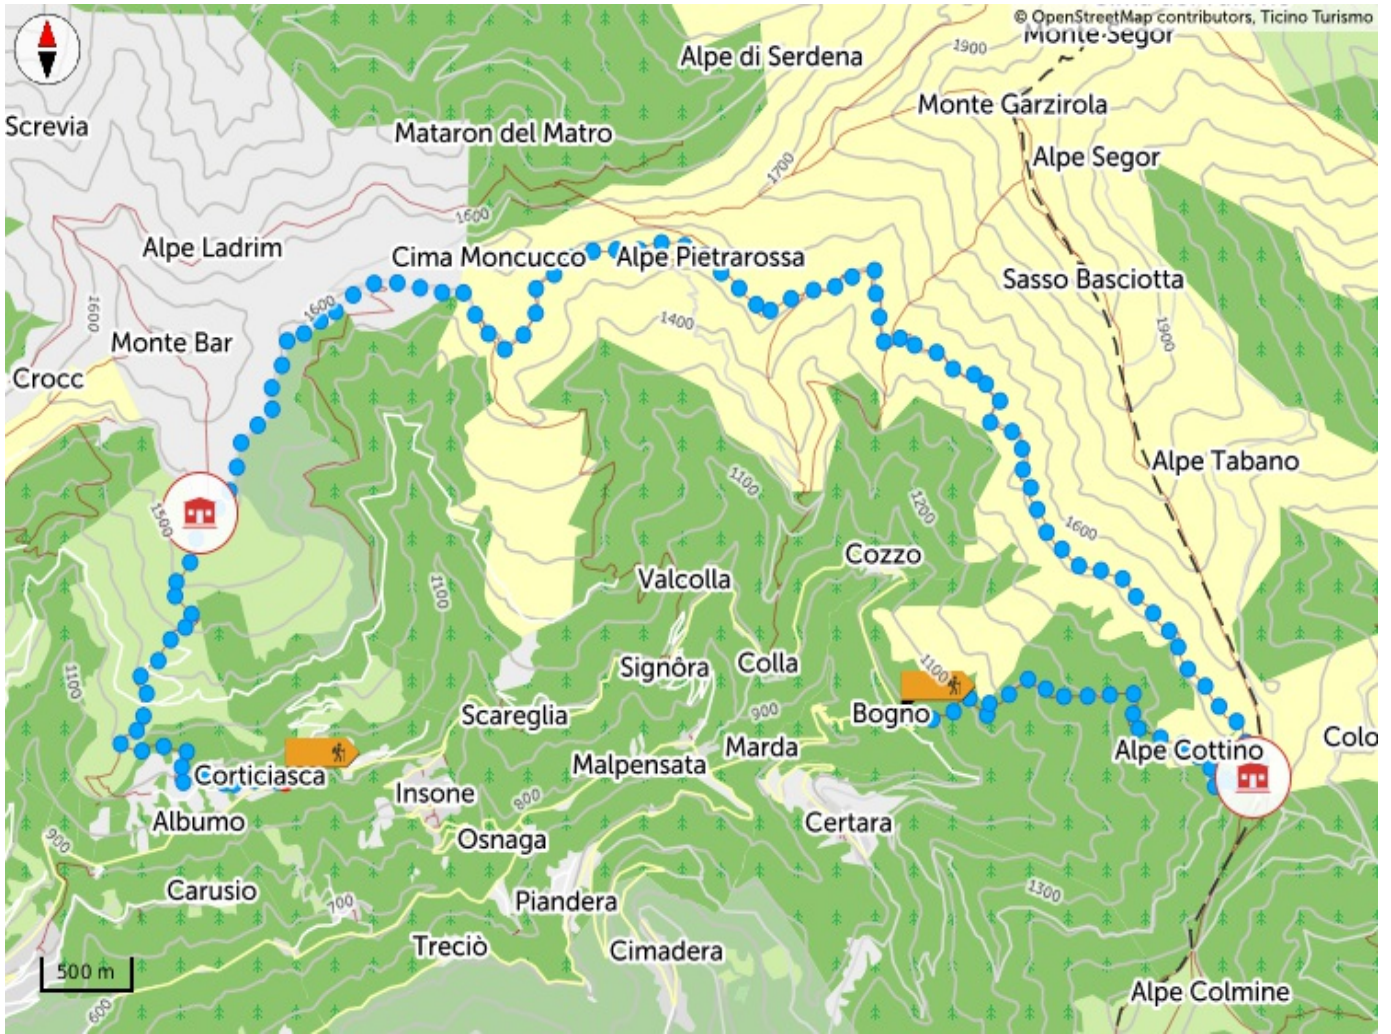 © OpenStreetMap contributors, Ticino Turismo
Monte Segor
1900
Alpe di Serdena
Monte Garzirola
Screvia
Mataron del Matro
Alpe Segor
1700
1600
Alpe Ladrim
Cima Moncucco
Alpe Pietrarossa
Sasso Basciotta
1600
1600
1400
1900
Monte Bar
Crocc
Alpe Tabano
1100
1500
1200
1600
Cozzo
Valcolla
1100
Signôra
Colla
1100
1100
Scareglia
900
Bogno
Marda
Alpe Cottino
Colo
Corticiasca
Malpensata
Insone
800
Albumo
Certara
900
Osnaga
Carusio
700
Piandera
1300
Treciò
Cimadera
500 m
Alpe Colmine
600